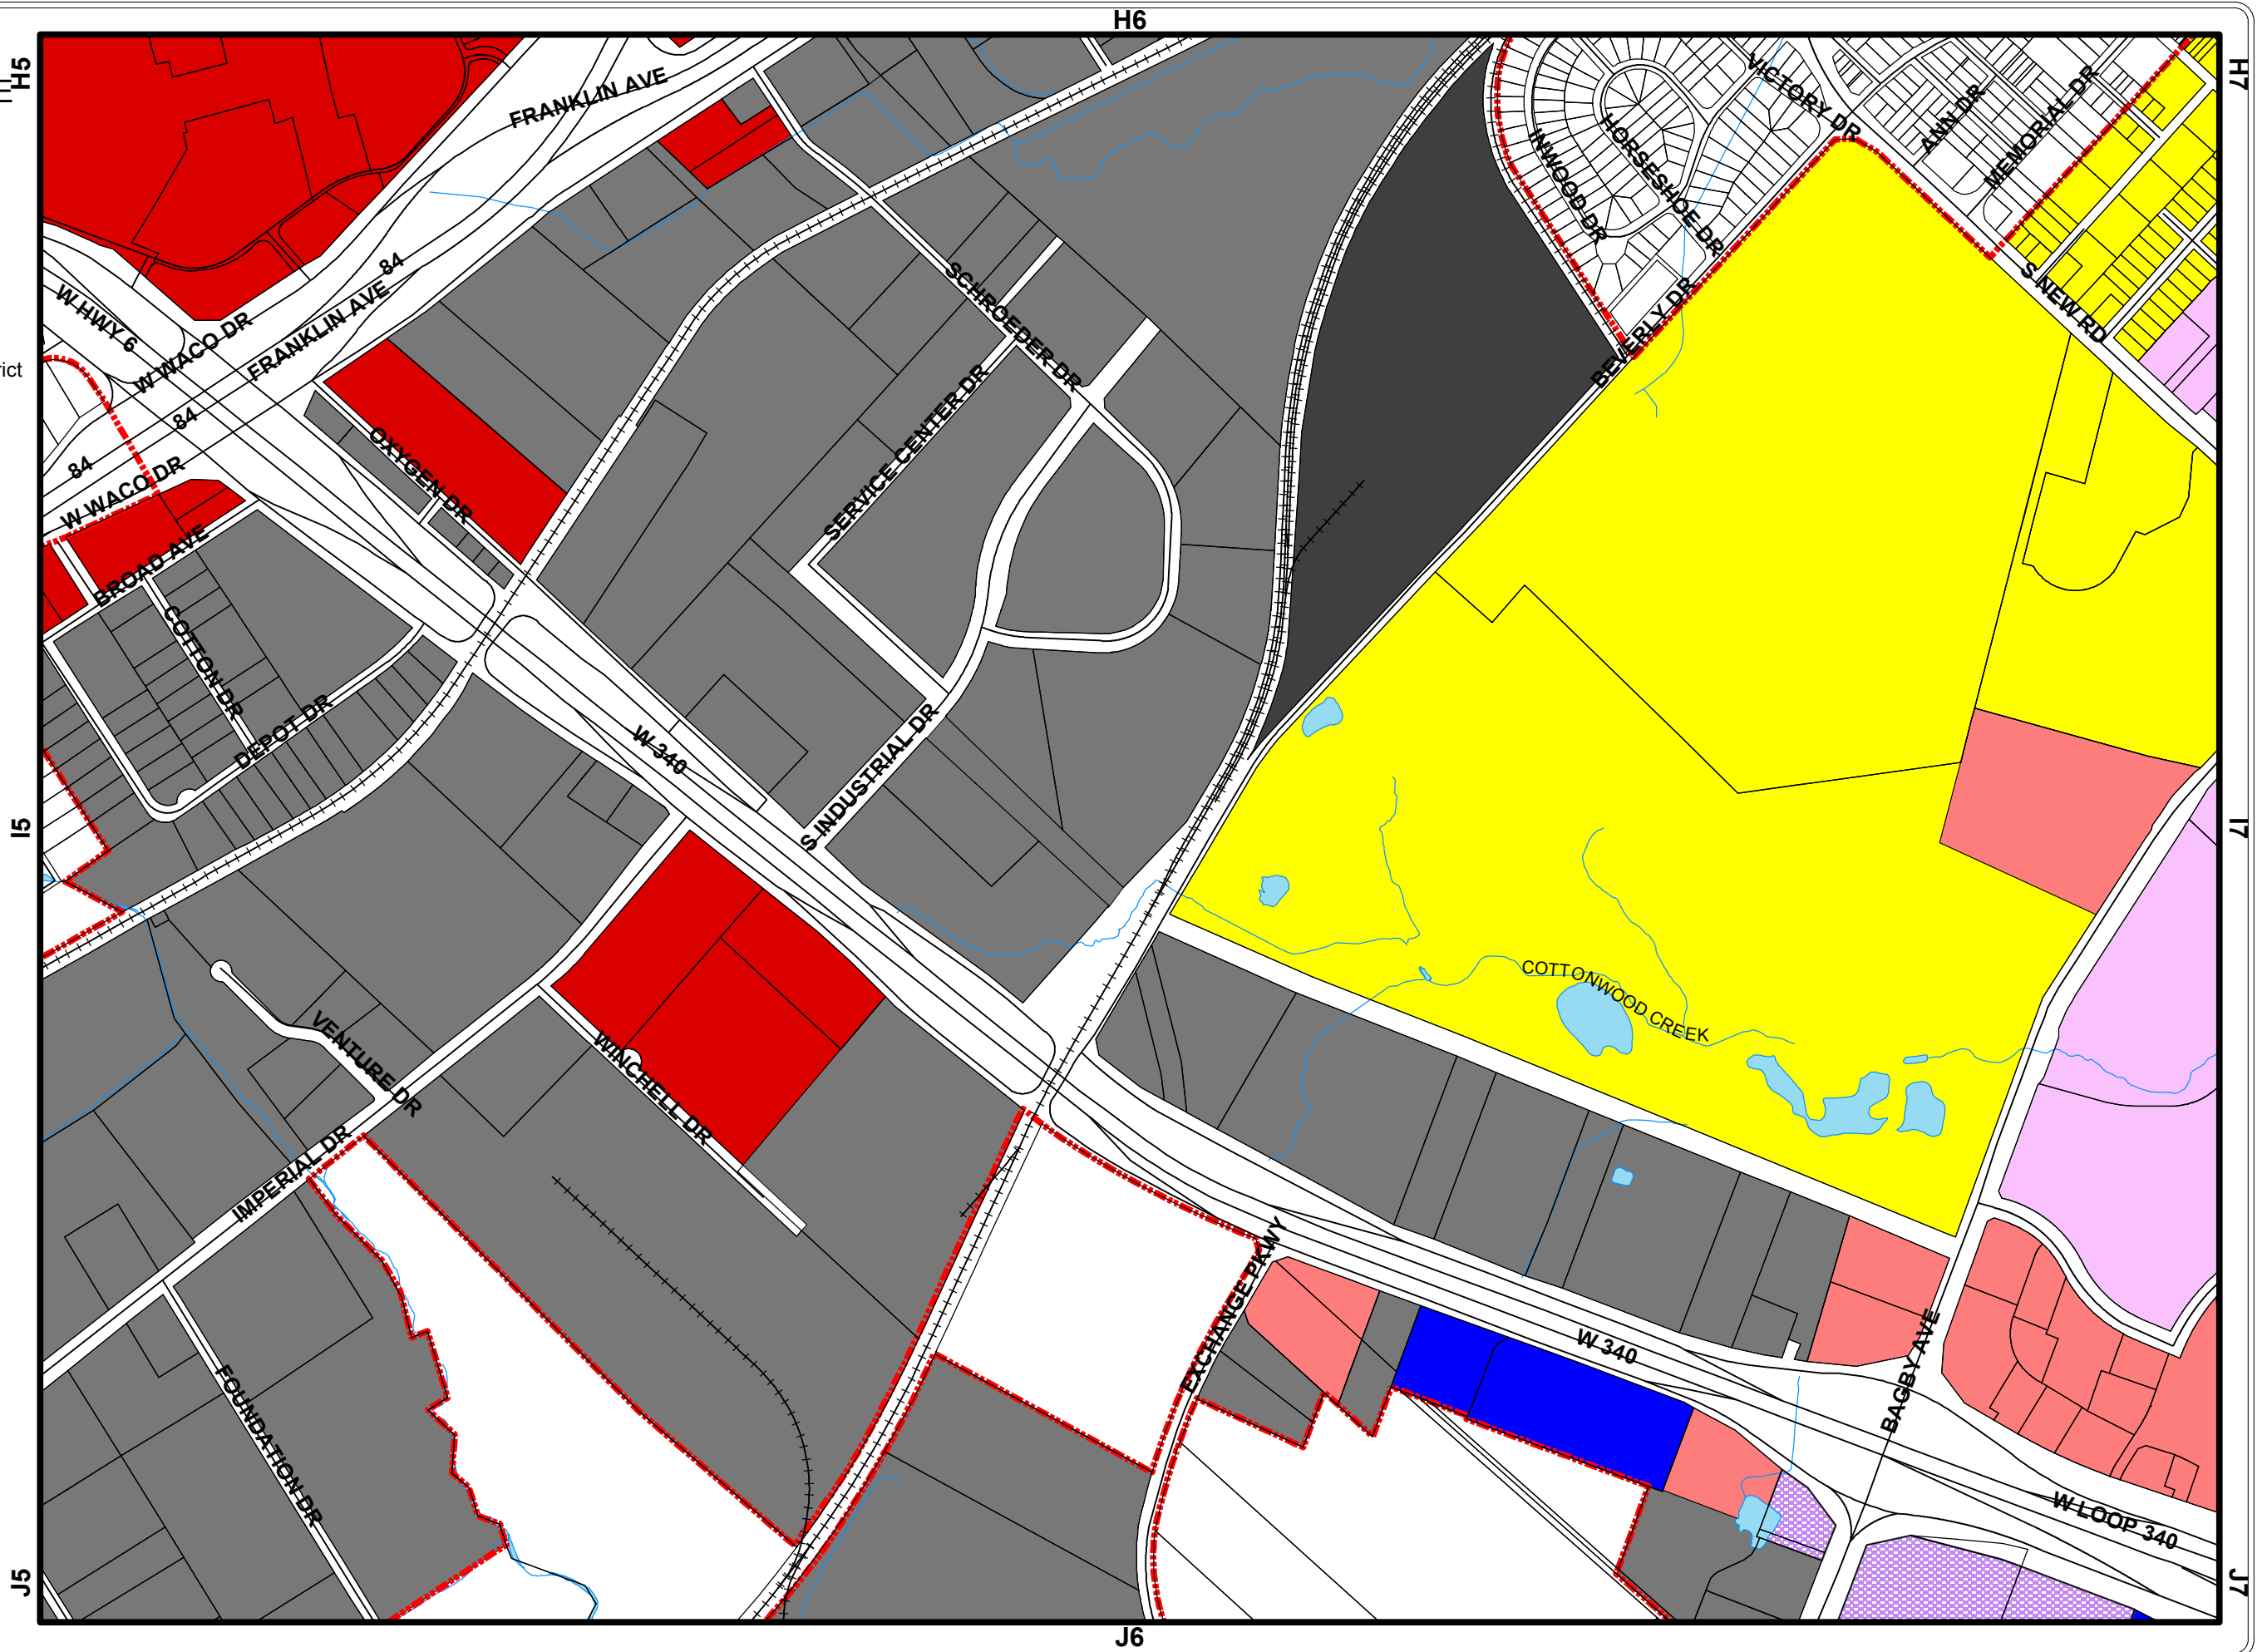 H6
H5
H7
FRANKLIN AVE
VICTORY DR
ANN DR
MEMORIAL DR
HORSESHOE DR
INWOOD DR
S NEW RD
BEVERLY DR
SCHROEDER DR
84
W HWY 6
W WACO DR
FRANKLIN AVE
rict
84
84
W WACO DR
OXYGEN DR
SERVICE CENTER DR
BROAD AVE
COTTON DR
DEPOT DR
W 340
S INDUSTRIAL DR
I5
I7
COTTONWOOD CREEK
VENTURE DR
WINCHELL DR
IMPERIAL DR
EXCHANGE PKWY
W 340
BAGBY AVE
FOUNDATION DR
W LOOP 340
J5
J7
J6